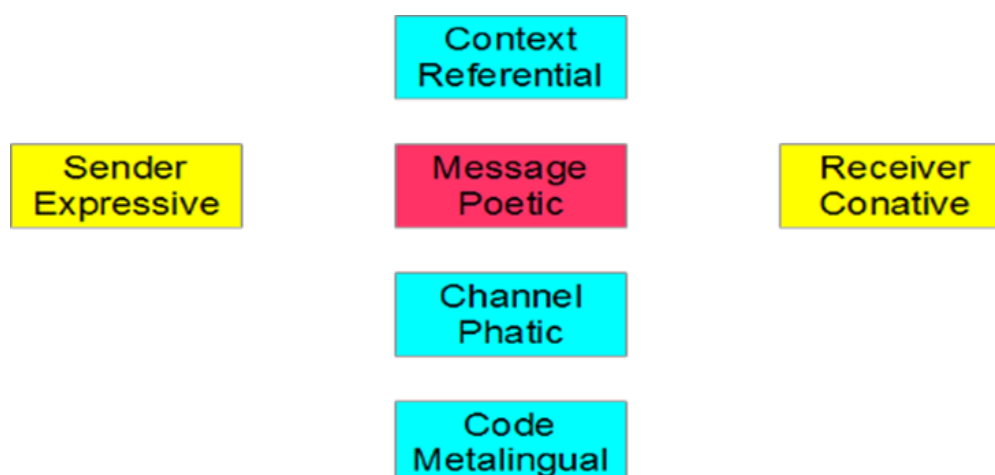 Context
Referential
Sender
Expressive
Message
Poetic
Receiver
Conative
Channel
Phatic
Code
Metalingual